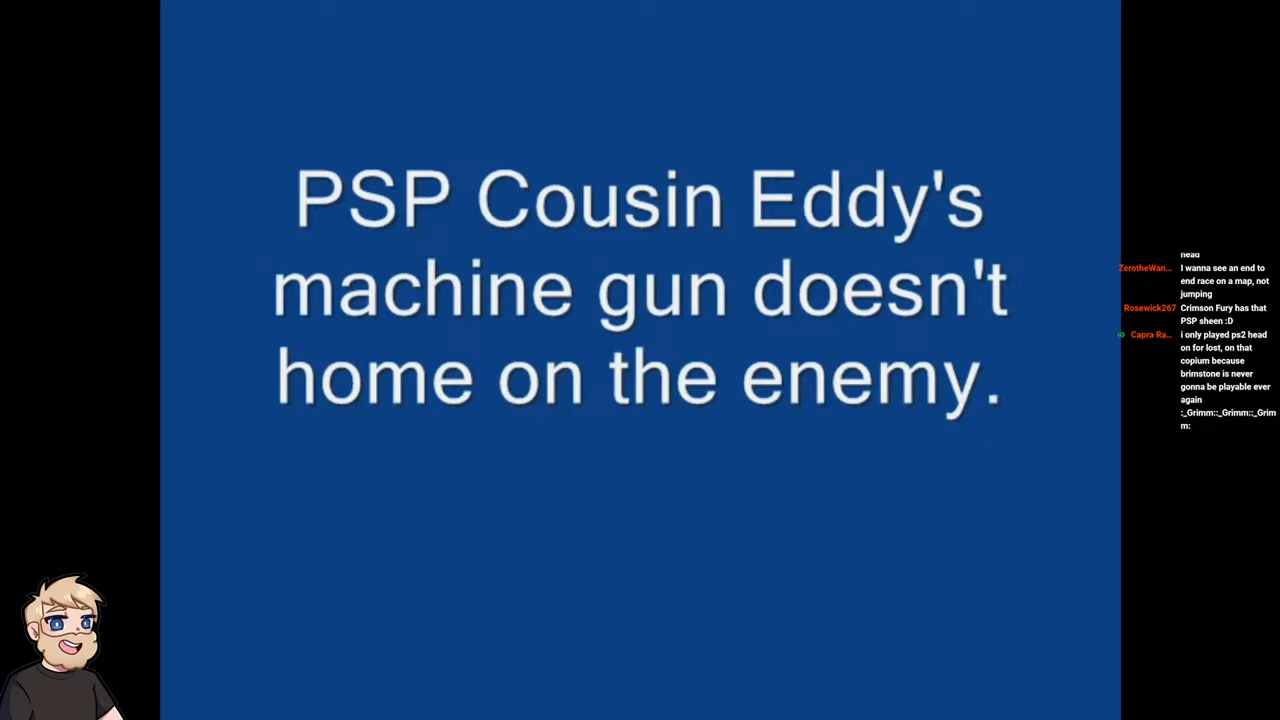 PSP Cousin Eddy's
machine gun doesn't
home on the enemy.
head
ZerotheWan... I wanna see an end to
end race on a map, not
jumping
Rosewick267 Crimson Fury has that
PSP sheen :D
Capra Ra... i only played ps2 head
on for lost, on that
copium because
brimstone is never
gonna be playable ever
again
:_Grimm::_Grimm::_Grim
m: